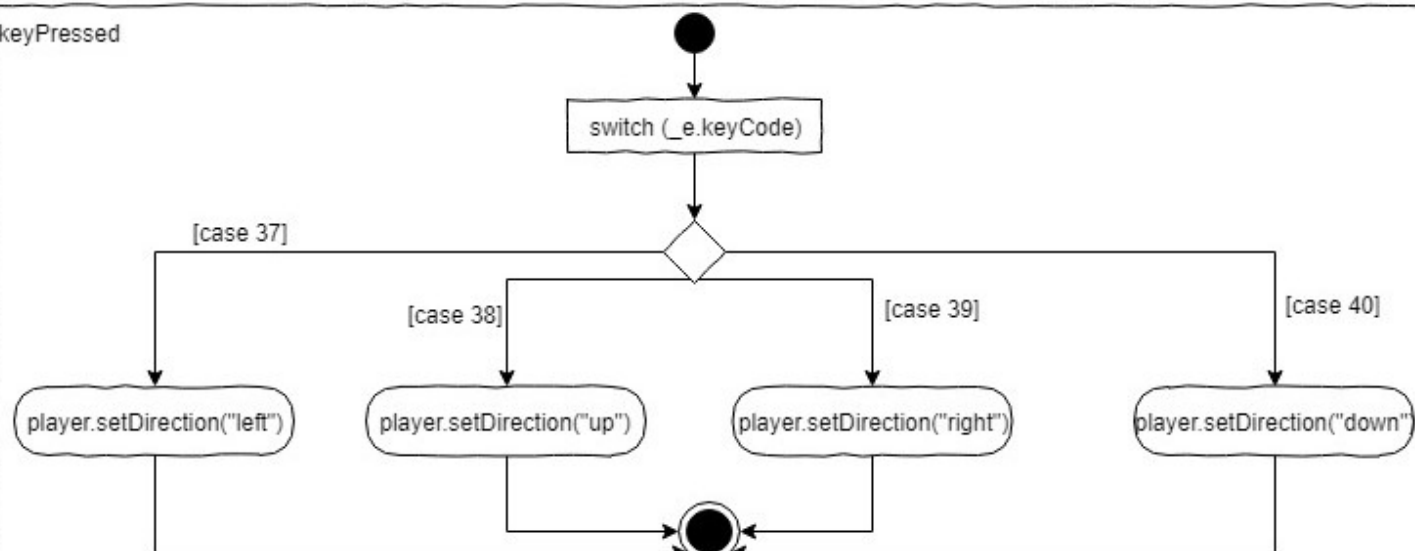 keyPressed
switch (_e.keyCode)
[case 37]
[case 38]
[case 39]
[case 40]
player.setDirection("left")
player.setDirection("up")
player.setDirection("right")
player.setDirection("down")